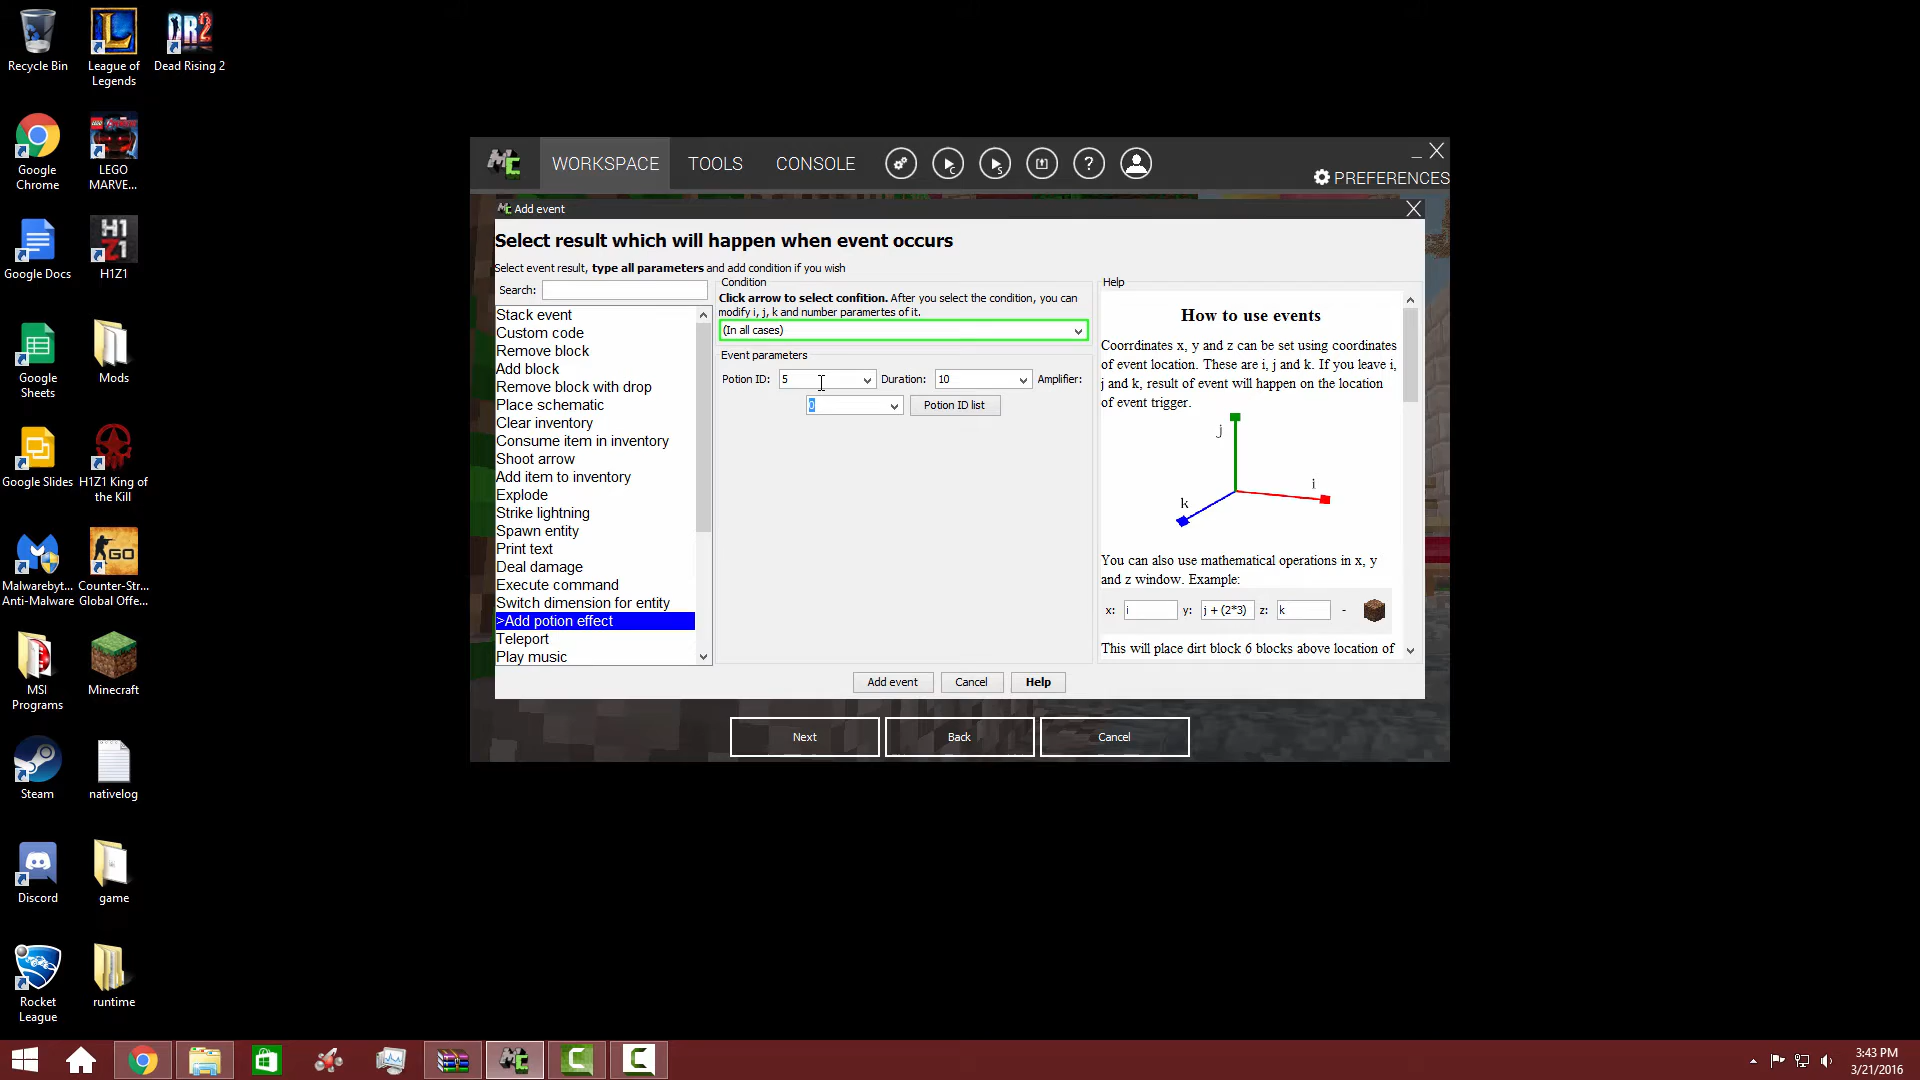 Recycle Bin
League of
Legends
Dead Rising 2
Google
Chrome
LEGO
MARVE...
Google Docs
H1Z1
Google
Sheets
Mods
Google Slides
H1Z1 King of
the Kill
Malwarebyt...
Anti-Malware
Counter-Str...
Global Offe...
MSI
Programs
Minecraft
Steam
nativelog
Discord
game
Rocket
League
runtime
WORKSPACE TOOLS CONSOLE
PREFERENCES
Add event
Select result which will happen when event occurs
Select event result, type all parameters and add condition if you wish
Search:
Stack event
Custom code
Remove block
Add block
Remove block with drop
Place schematic
Clear inventory
Consume item in inventory
Shoot arrow
Add item to inventory
Explode
Strike lightning
Spawn entity
Print text
Deal damage
Execute command
Switch dimension for entity
>Add potion effect
Teleport
Play music
Condition
Click arrow to select confition. After you select the condition, you can
modify i, j, k and number paramertes of it.
(In all cases)
Event parameters
Potion ID: 5 Duration: 10 Amplifier:
0 Potion ID list
Help
How to use events
Coorrdinates x, y and z can be set using coordinates
of event location. These are i, j and k. If you leave i,
j and k, result of event will happen on the location
of event trigger.
j
i
k
You can also use mathematical operations in x, y
and z window. Example:
x: i y: j + (2*3) z: k -
This will place dirt block 6 blocks above location of
Add event Cancel Help
Next Back Cancel
3:43 PM
3/21/2016